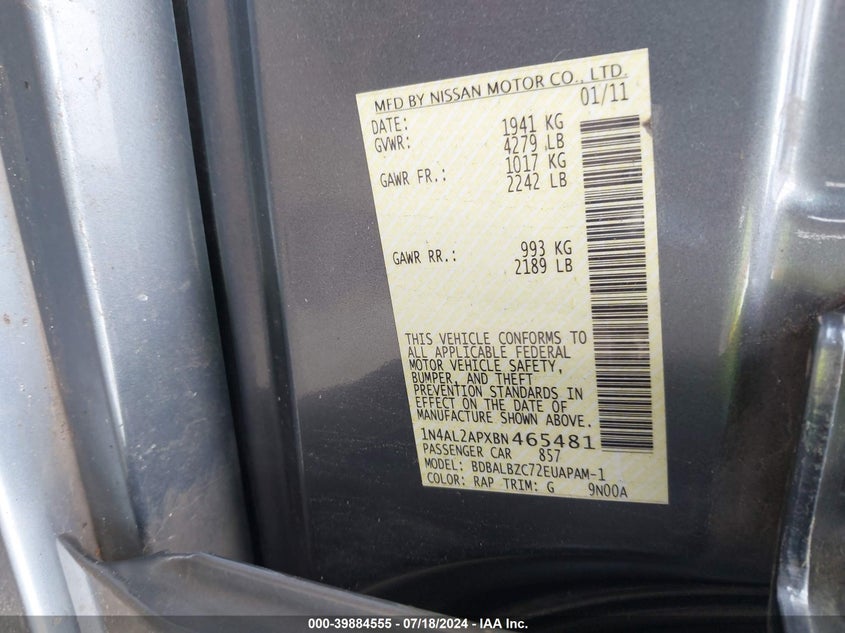 MFD BY NISSAN MOTOR CO., LTD.
DATE: 01/11
GVWR: 1941 KG
4279 LB
GAWR FR.: 1017 KG
2242 LB
GAWR RR.: 993 KG
2189 LB
THIS VEHICLE CONFORMS TO
ALL APPLICABLE FEDERAL
MOTOR VEHICLE SAFETY,
BUMPER, AND THEFT
PREVENTION STANDARDS IN
EFFECT ON THE DATE OF
MANUFACTURE SHOWN ABOVE.
1N4AL2APXBN465481
PASSENGER CAR 857
MODEL: BDBALBZC72EUAPAM-1
COLOR: RAP TRIM: G 9N00A
000-39884555 - 07/18/2024 - IAA Inc.